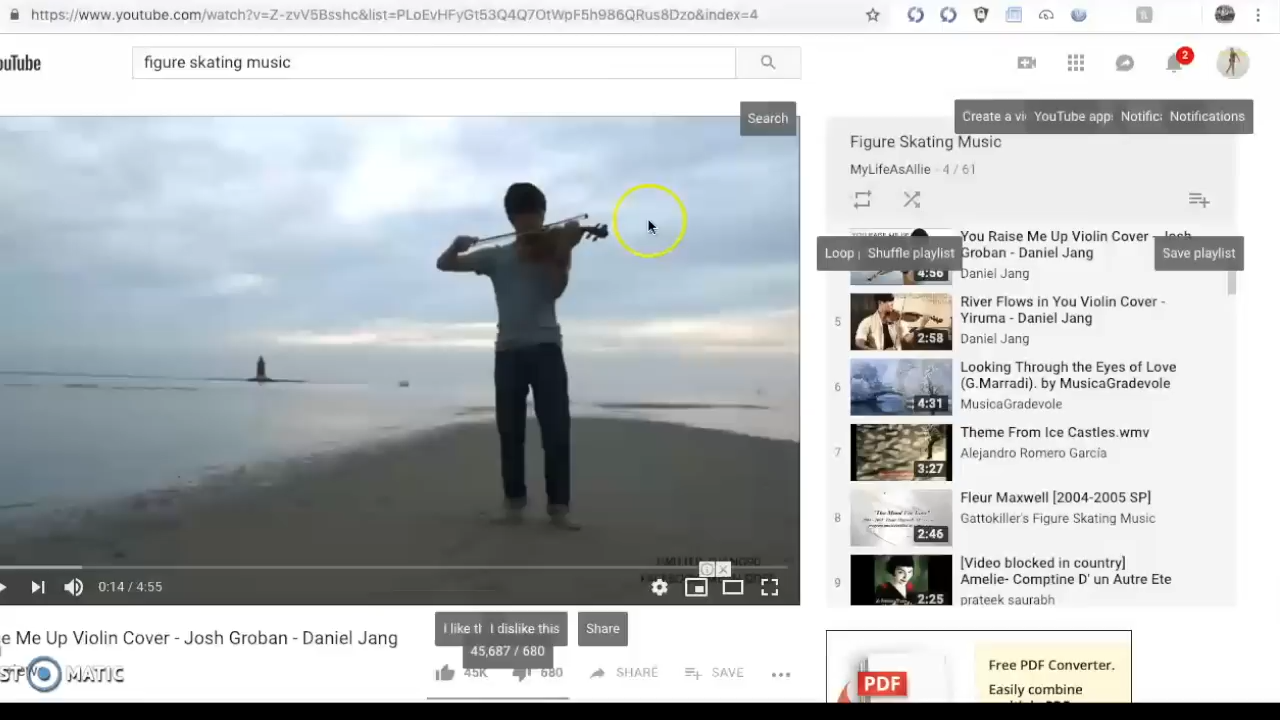 https://www.youtube.com/watch?v=Z-zvV5Bsshc&list=PLoEvHFyGt53Q4Q7OtWpF5h986QRus8Dzo&index=4
ouTube
figure skating music
2
Search
Create a vi
YouTube apps
Notific
Notifications
Figure Skating Music
MyLifeAsAllie - 4 / 61
Loop p
Shuffle playlist
Save playlist
You Raise Me Up Violin Cover - Josh
Groban - Daniel Jang
Daniel Jang
4:56
5
River Flows in You Violin Cover -
Yiruma - Daniel Jang
Daniel Jang
2:58
6
Looking Through the Eyes of Love
(G.Marradi). by MusicaGradevole
MusicaGradevole
4:31
7
Theme From Ice Castles.wmv
Alejandro Romero García
3:27
8
Fleur Maxwell [2004-2005 SP]
Gattokiller's Figure Skating Music
2:46
9
[Video blocked in country]
Amelie- Comptine D' un Autre Ete
prateek saurabh
2:25
0:14 / 4:55
e Me Up Violin Cover - Josh Groban - Daniel Jang
I like th
I dislike this
Share
45,687 / 680
45K
680
SHARE
SAVE
ST MATIC
PDF
Free PDF Converter.
Easily combine